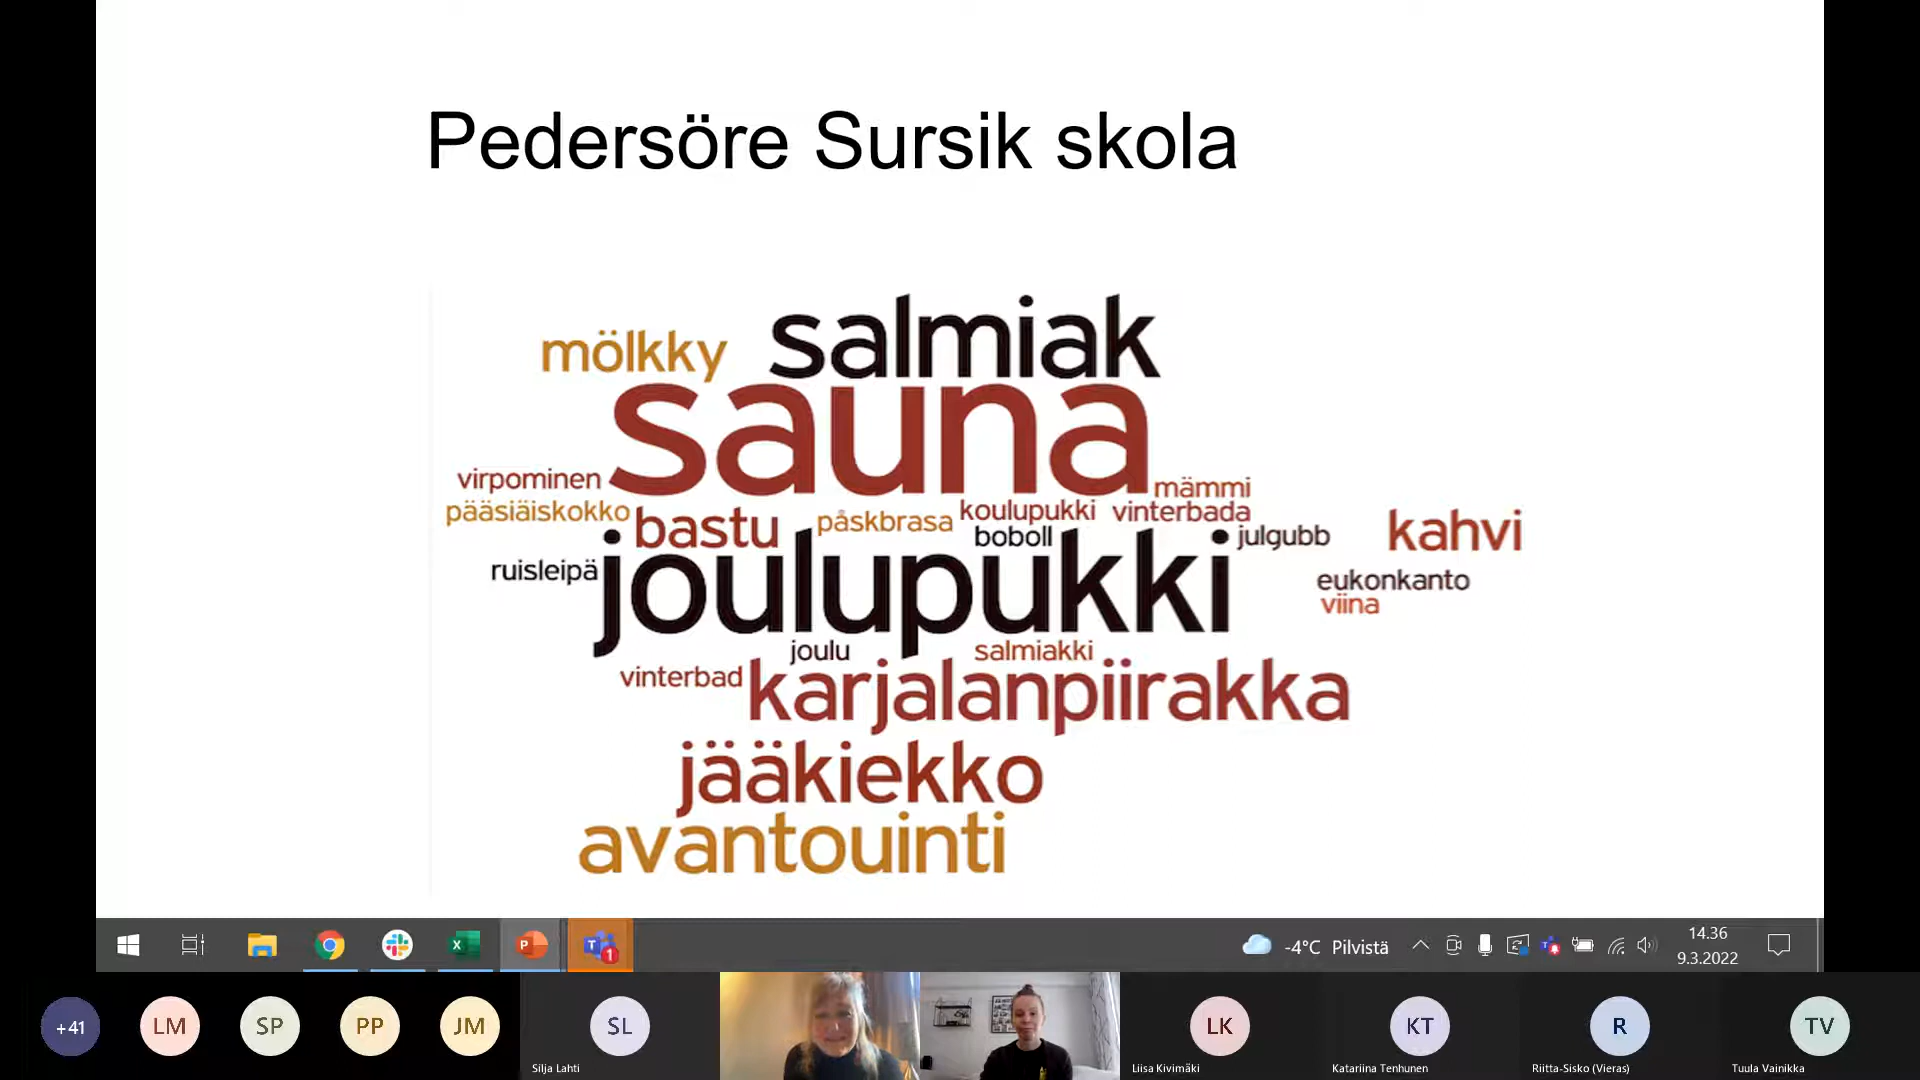 Pedersöre Sursik skola
mölkky
salmiak
sauna
virpominen
mämmi
pääsiäiskokko
bastu
påskbrasa
koulupukki
vinterbada
kahvi
boboll
julgubb
ruisleipä
joulupukki
eukonkanto
viina
joulu
salmiakki
vinterbad
karjalanpiirakka
jääkiekko
avantouinti
-4°C Pilvistä
14.36
9.3.2022
+41
LM
SP
PP
JM
SL
LK
KT
R
TV
Silja Lahti
Liisa Kivimäki
Katariina Tenhunen
Riitta-Sisko (Vieras)
Tuula Vainikka